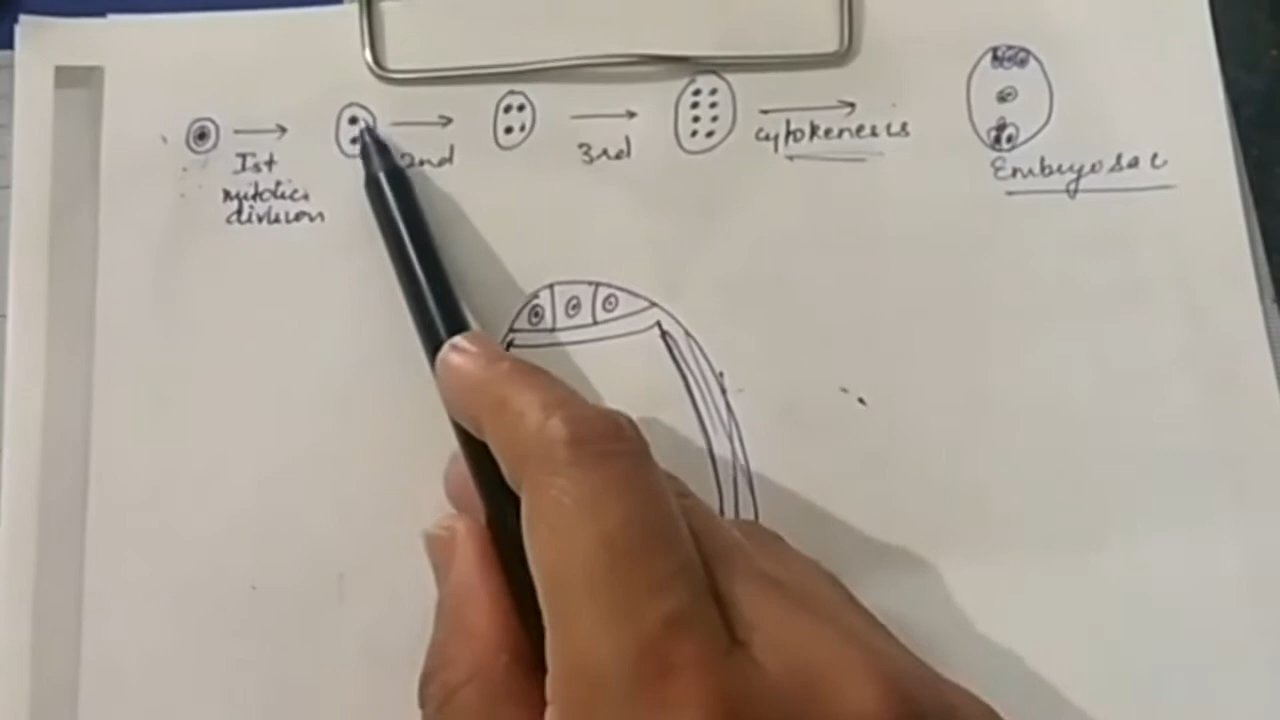 Ist
mitotic
division
2nd
3rd
cytokenesis
Embryosac